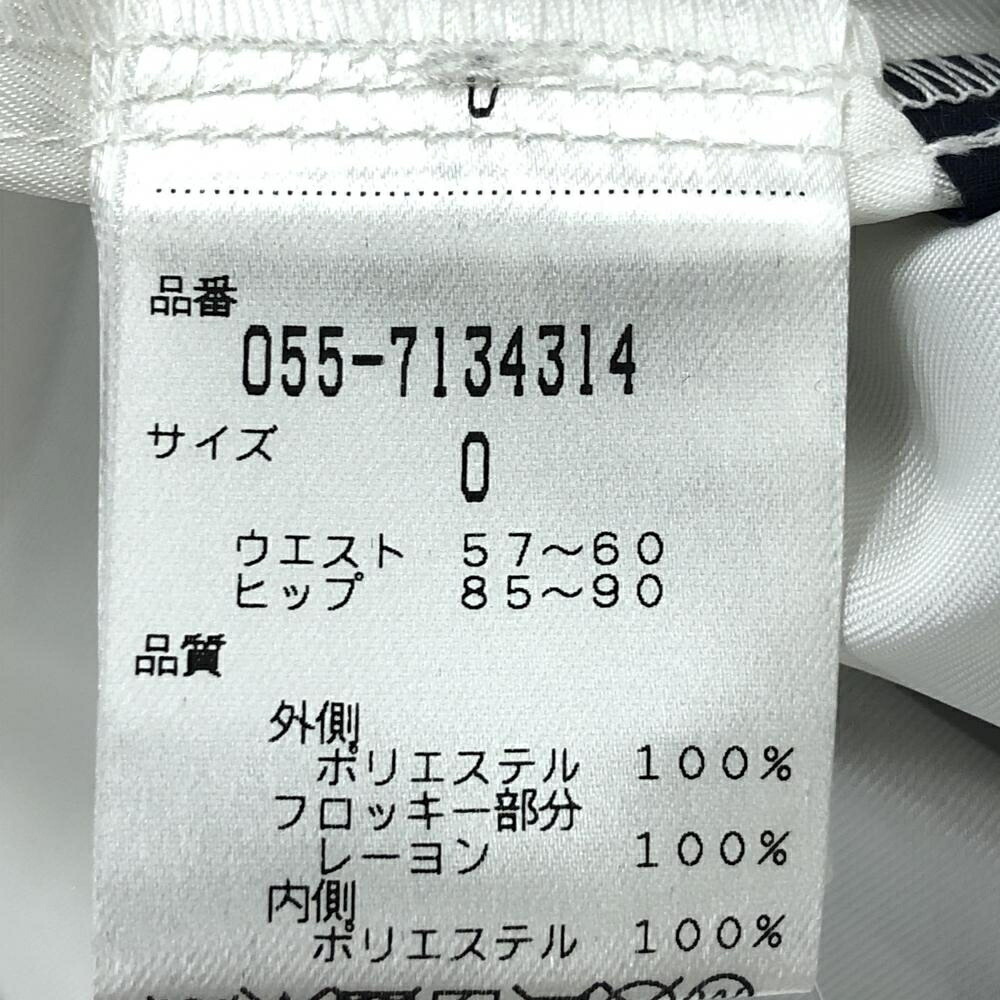 品番
055-7134314
サイズ 0
ウエスト 57～60
ヒップ 85～90
品質
外側
ポリエステル 100%
フロッキー部分
レーヨン 100%
内側
ポリエステル 100%